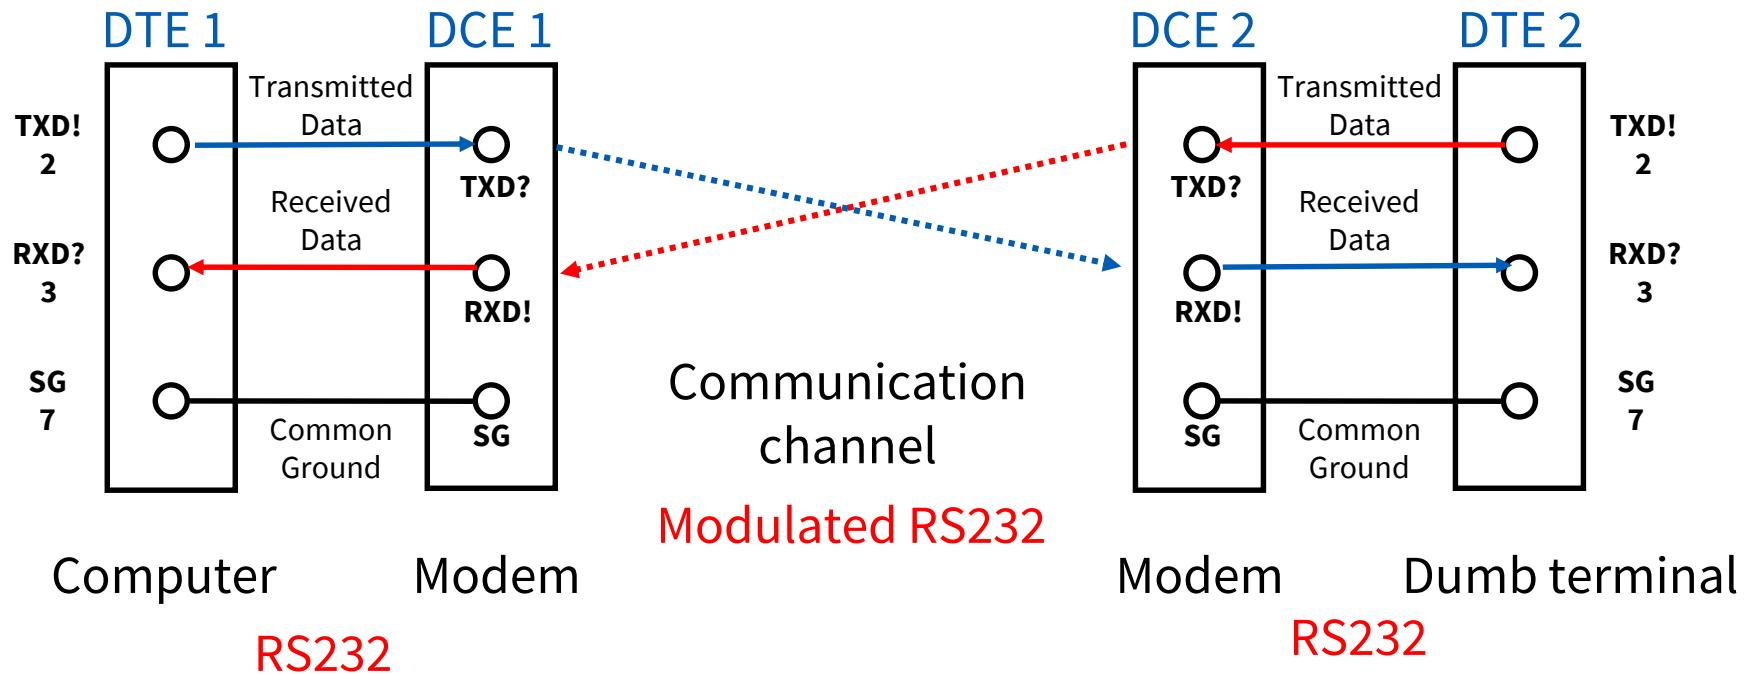 DTE 1
DCE 1
DCE 2
DTE 2
TXD!
2
Transmitted
Data
TXD?
Transmitted
Data
TXD?
TXD!
2
RXD?
3
Received
Data
RXD!
Received
Data
RXD!
RXD?
3
SG
7
Common
Ground
SG
Communication
channel
Modulated RS232
SG
Common
Ground
SG
7
Computer
Modem
Modem
Dumb terminal
RS232
RS232